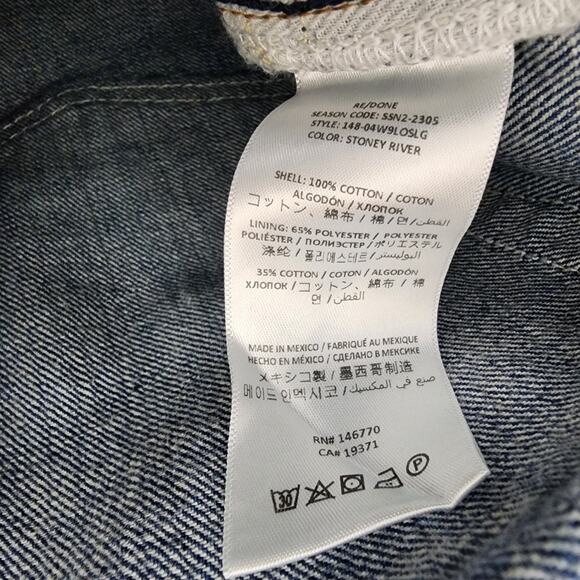 RE/DONE
SEASON CODE: SSN2-2305
STYLE: 148-04W9LOSLG
COLOR: STONEY RIVER
SHELL: 100% COTTON / COTON
ALGODÓN / ХЛОПОК
コットン、綿布 / 棉 / 면 / القطن
LINING: 65% POLYESTER / POLYESTER
POLIÉSTER / ПОЛИЭСТЕР / ポリエステル
涤纶 / 폴리에스테르 / البوليستر
35% COTTON / COTON / ALGODÓN
ХЛОПОК / コットン、綿布 / 棉
면 / القطن
MADE IN MEXICO / FABRIQUÉ AU MEXIQUE
HECHO EN MÉXICO / СДЕЛАНО В МЕКСИКЕ
メキシコ製 / 墨西哥制造
메이드 인 멕시코 / صنع في المكسيك
RN# 146770
CA# 19371
30 P